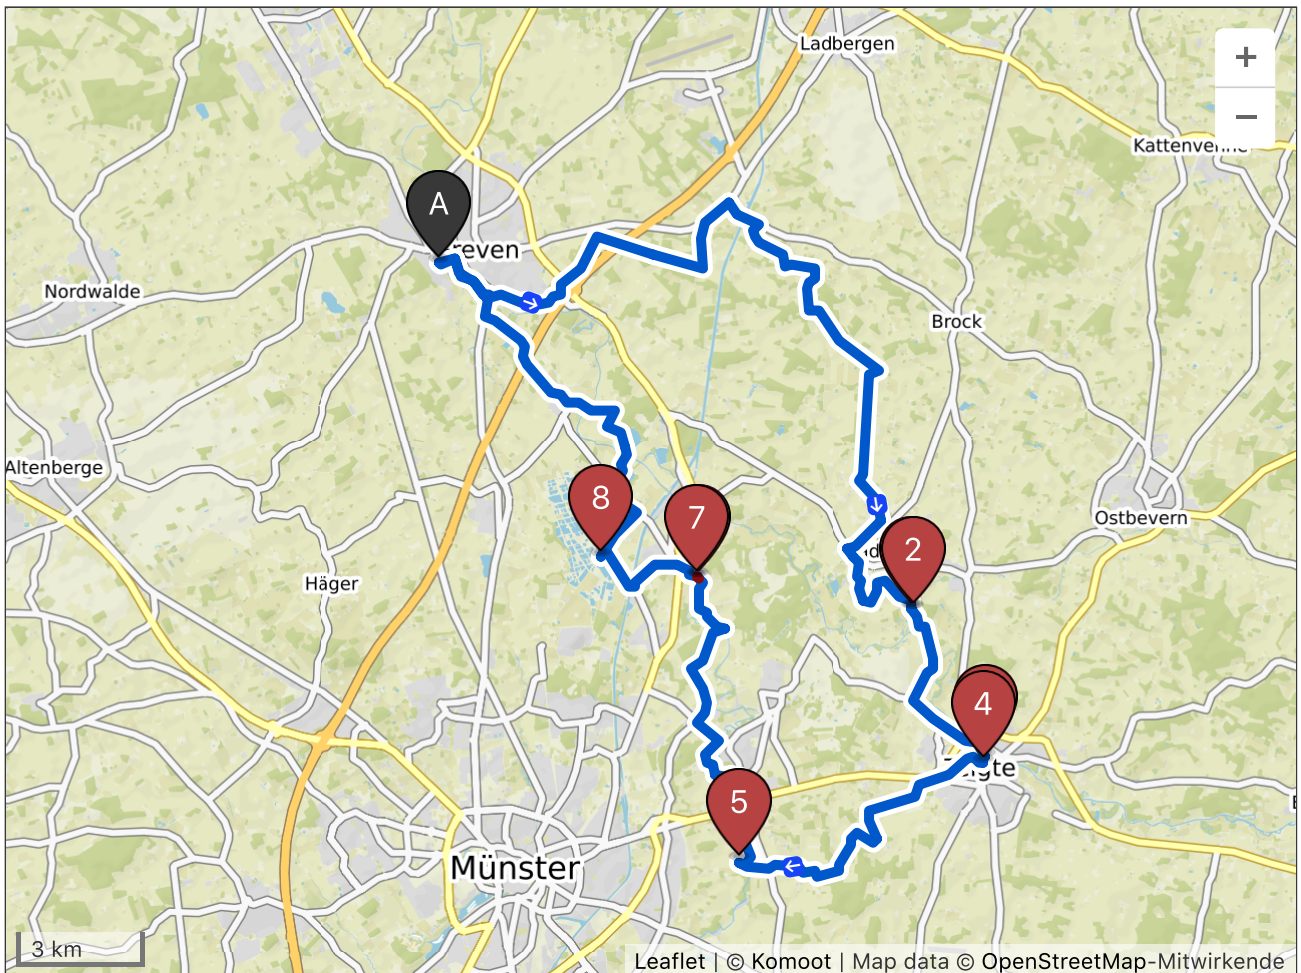 Ladbergen
+
−
Kattenvenne
A
reven
Nordwalde
Brock
Altenberge
8
7
2
Ostbevern
Häger
4
5
Münster
3 km
Leaflet | © Komoot | Map data © OpenStreetMap-Mitwirkende